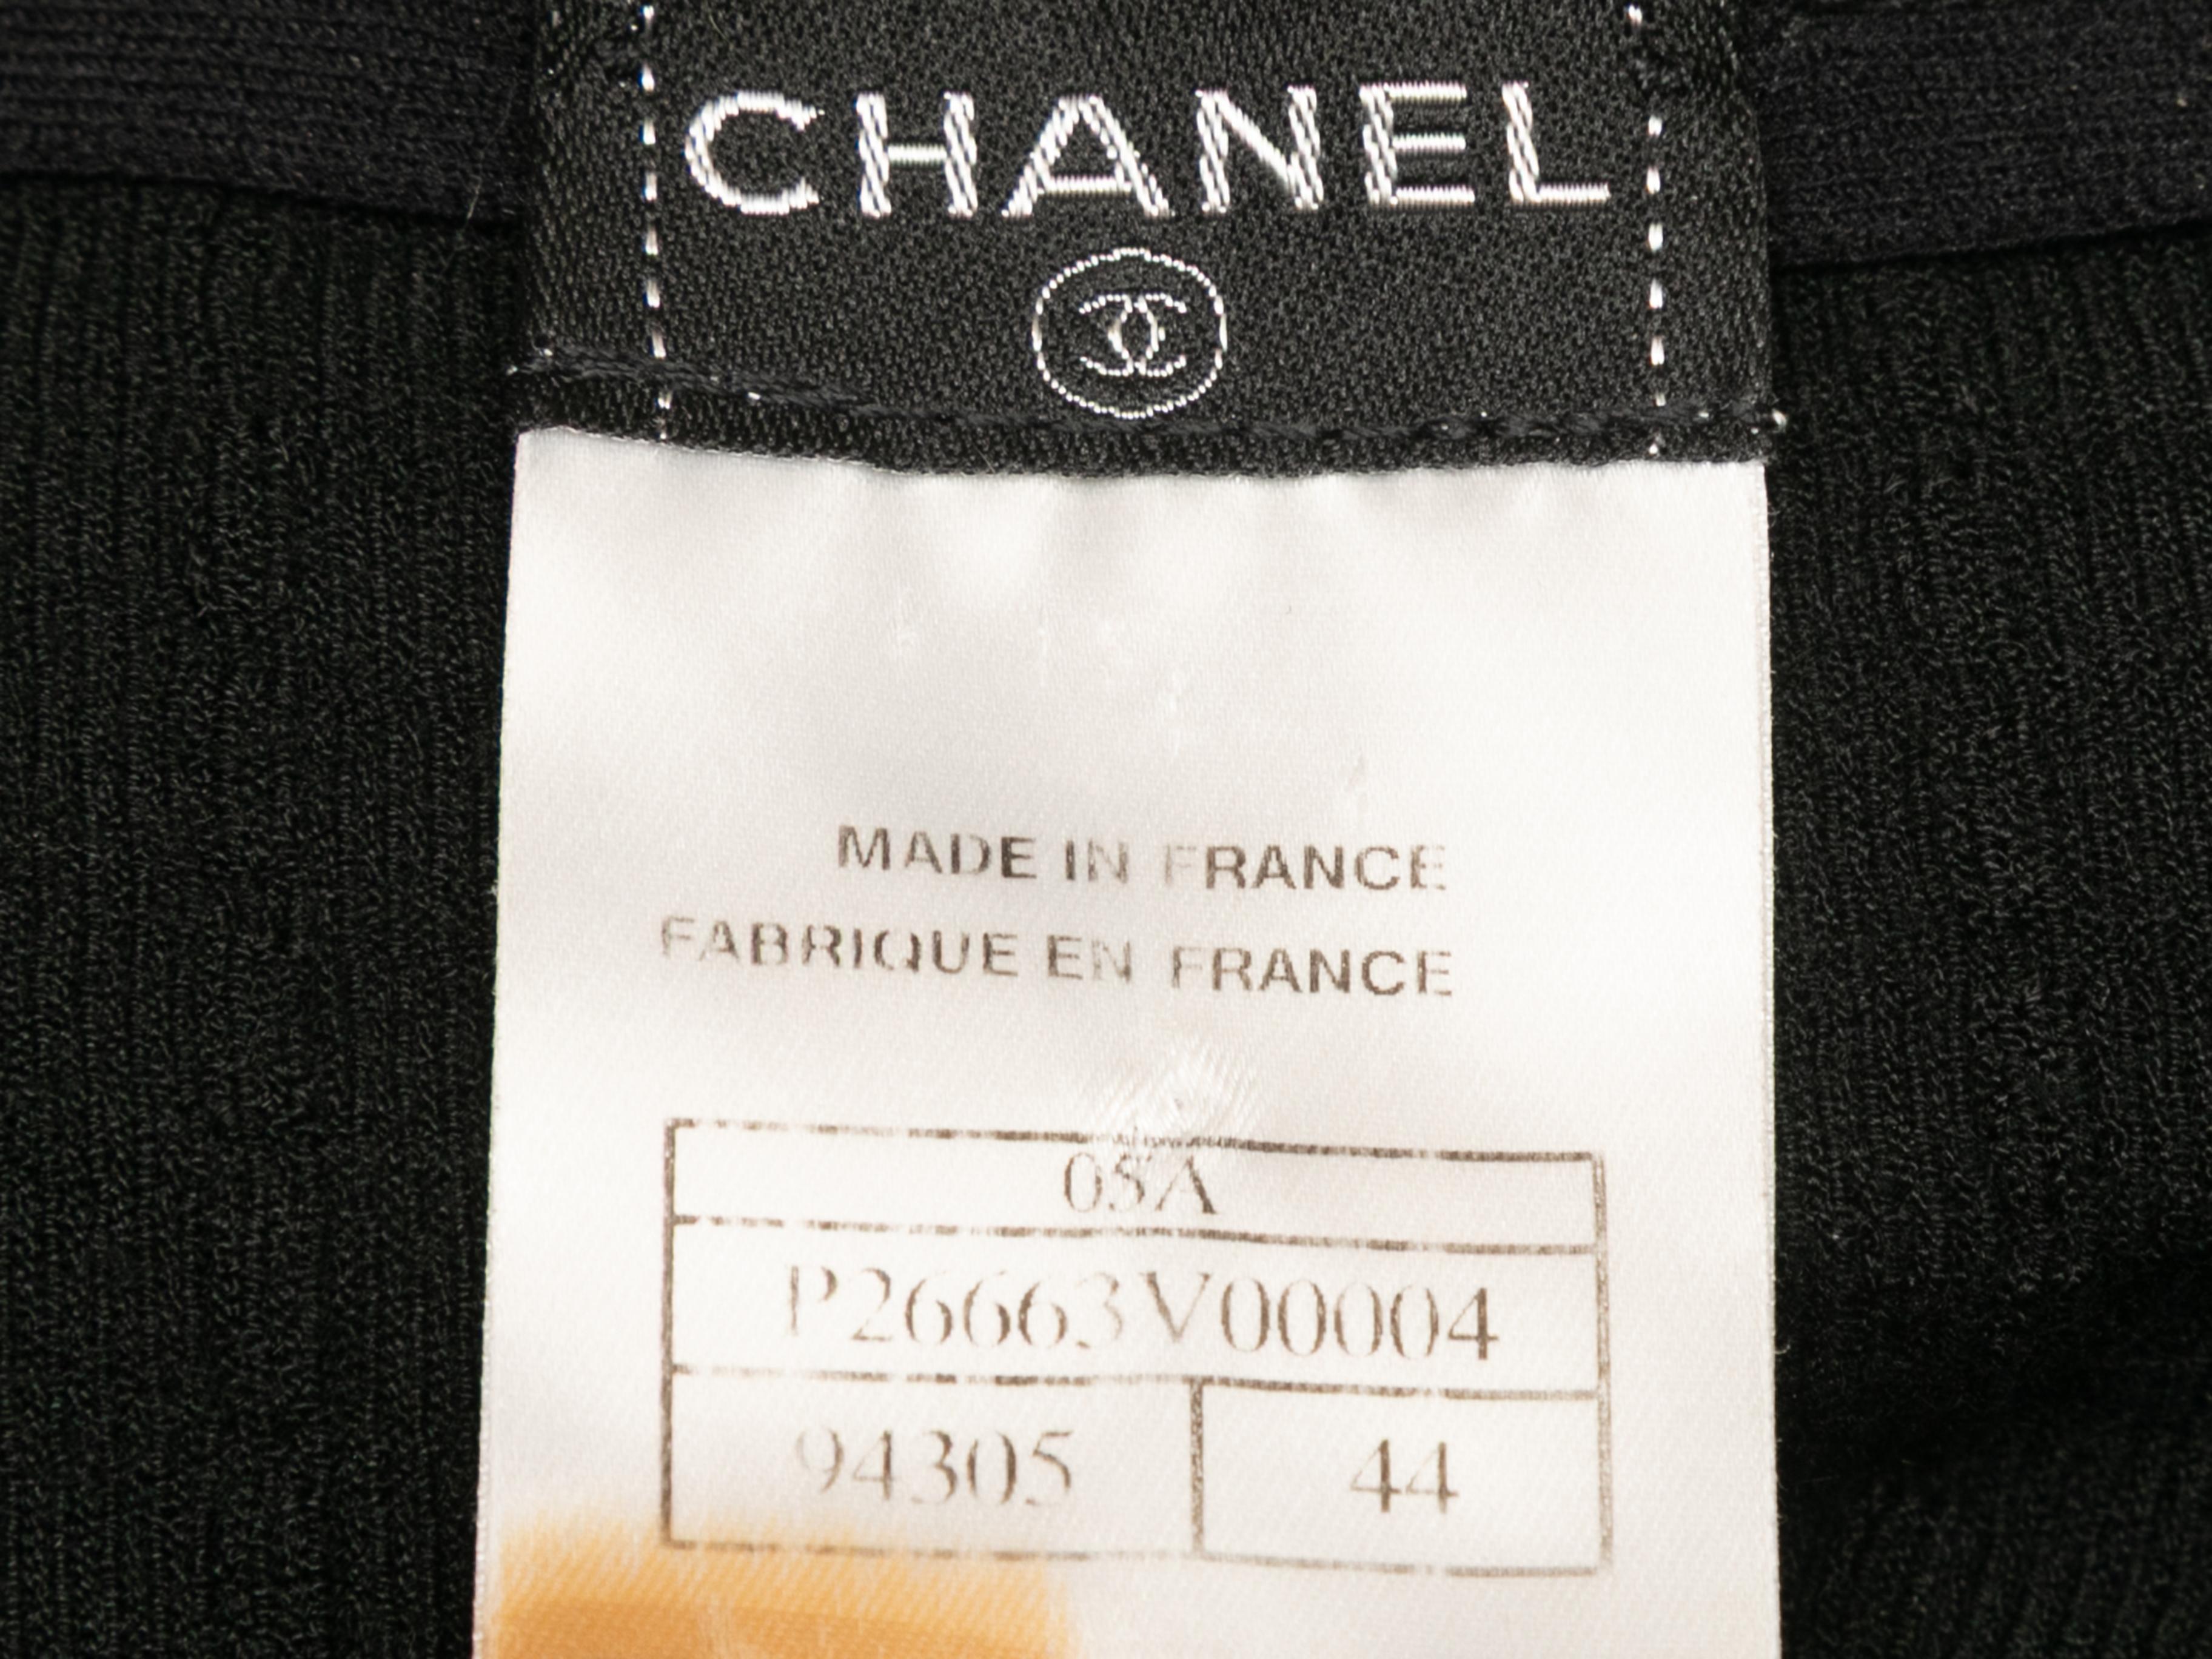 CHANEL
MADE IN FRANCE
FABRIQUE EN FRANCE
05A
P26663V00004
94305 44